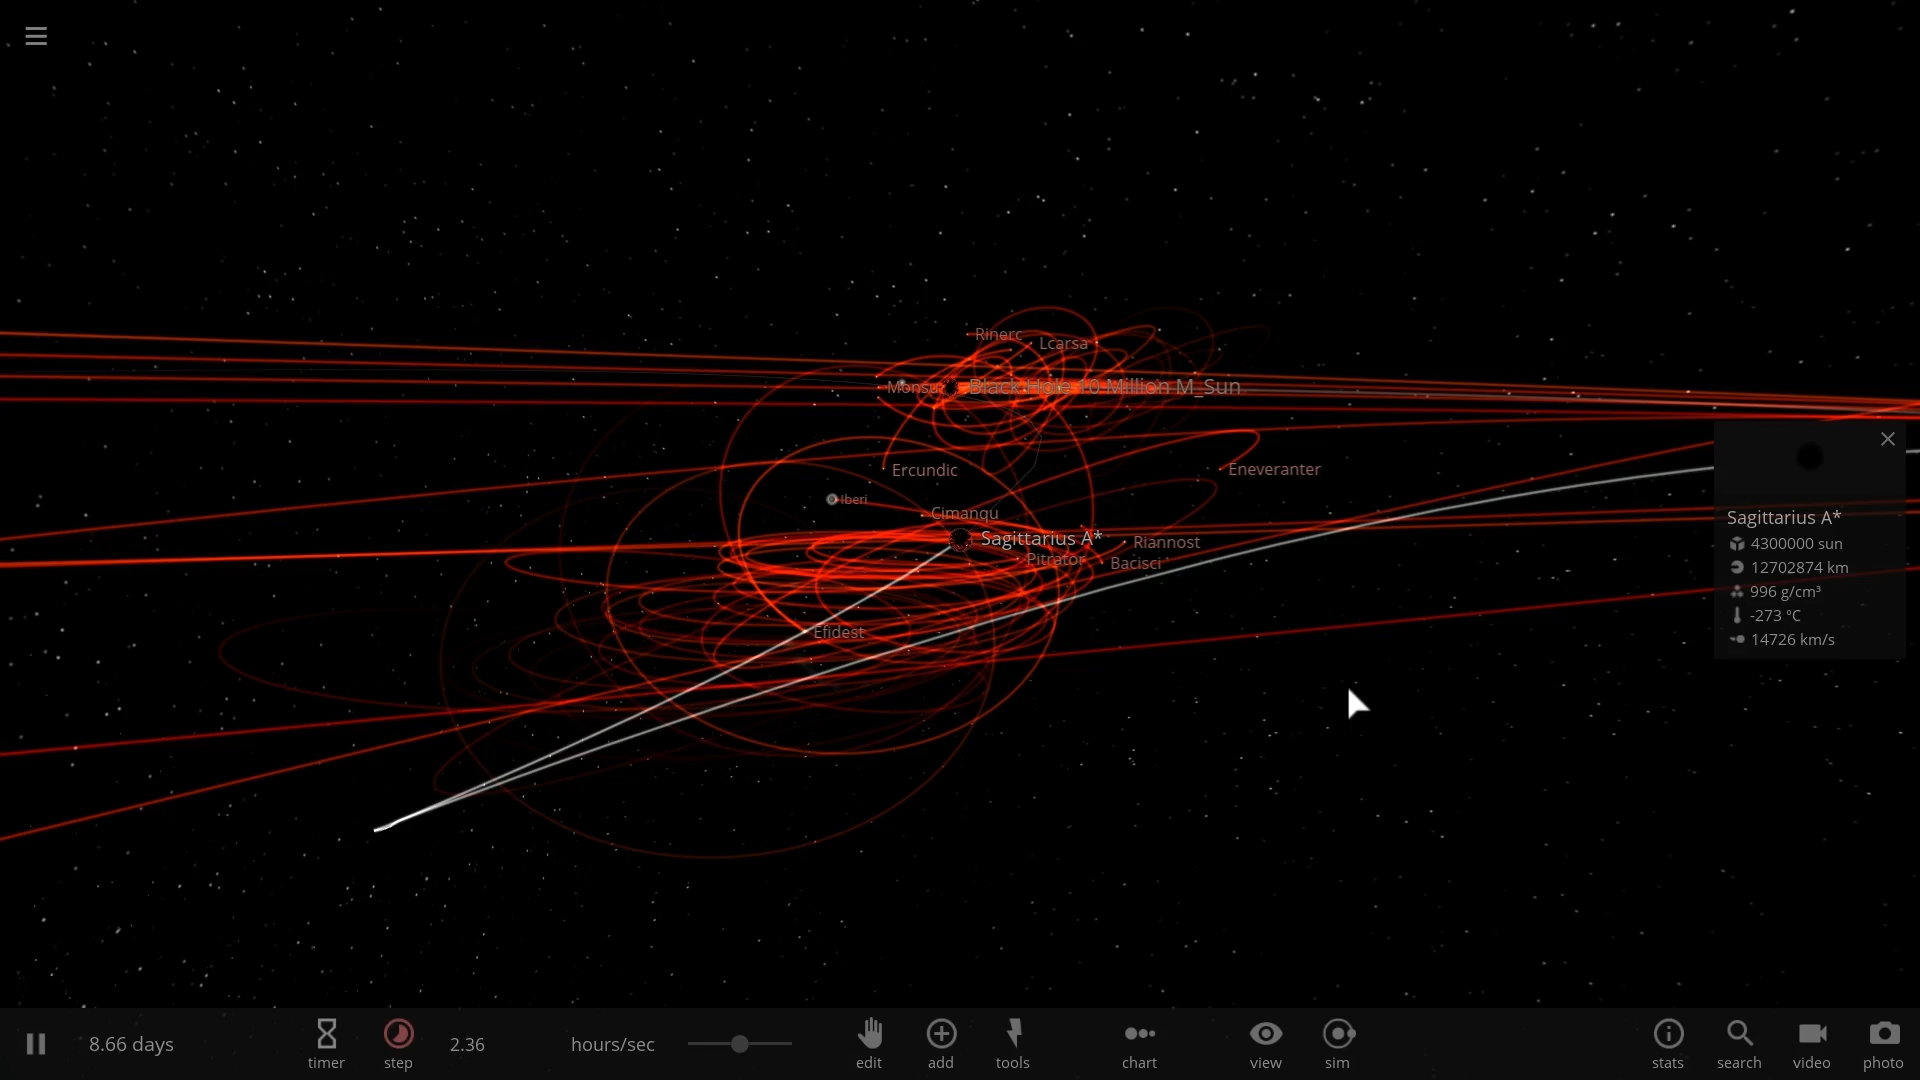 Rinerc
Lcarsa
Monsu
Black Hole 10 Million M_Sun
Ercundic
Eneveranter
Iberi
Cimanqu
Sagittarius A*
Riannost
Pitrator
Bacisci
Efidest
Sagittarius A*
4300000 sun
12702874 km
996 g/cm³
-273 °C
14726 km/s
8.66 days
timer
step
2.36
hours/sec
edit
add
tools
chart
view
sim
stats
search
video
photo